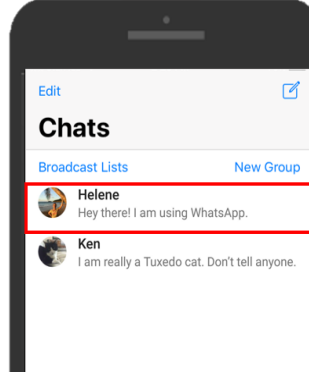 Edit
Chats
Broadcast Lists New Group
Helene
Hey there! I am using WhatsApp.
Ken
I am really a Tuxedo cat. Don't tell anyone.